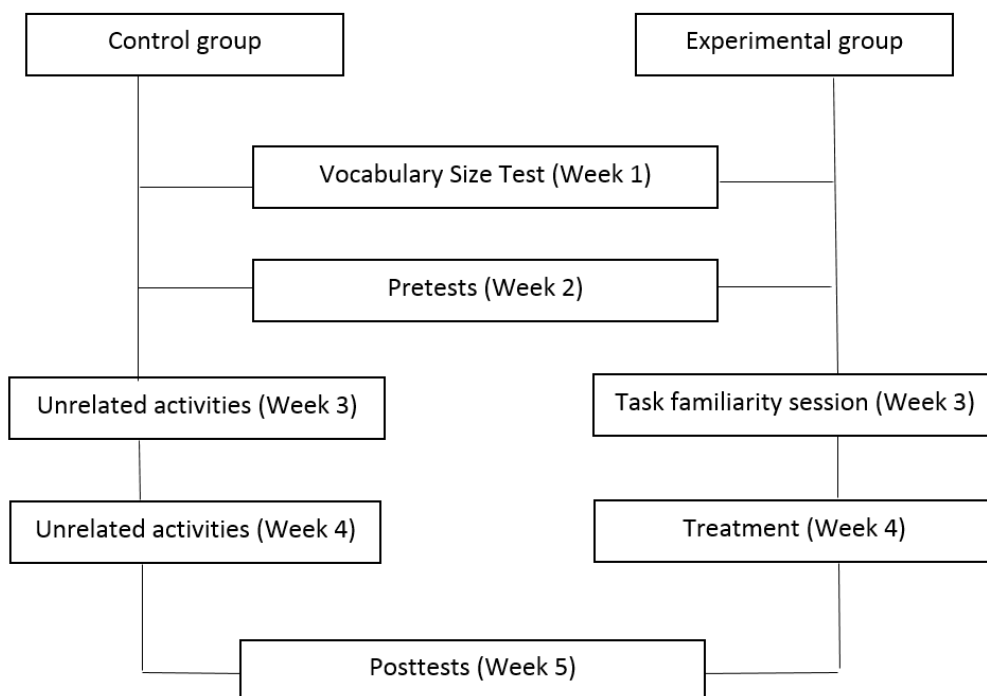 Control group
Experimental group
Vocabulary Size Test (Week 1)
Pretests (Week 2)
Unrelated activities (Week 3)
Task familiarity session (Week 3)
Unrelated activities (Week 4)
Treatment (Week 4)
Posttests (Week 5)